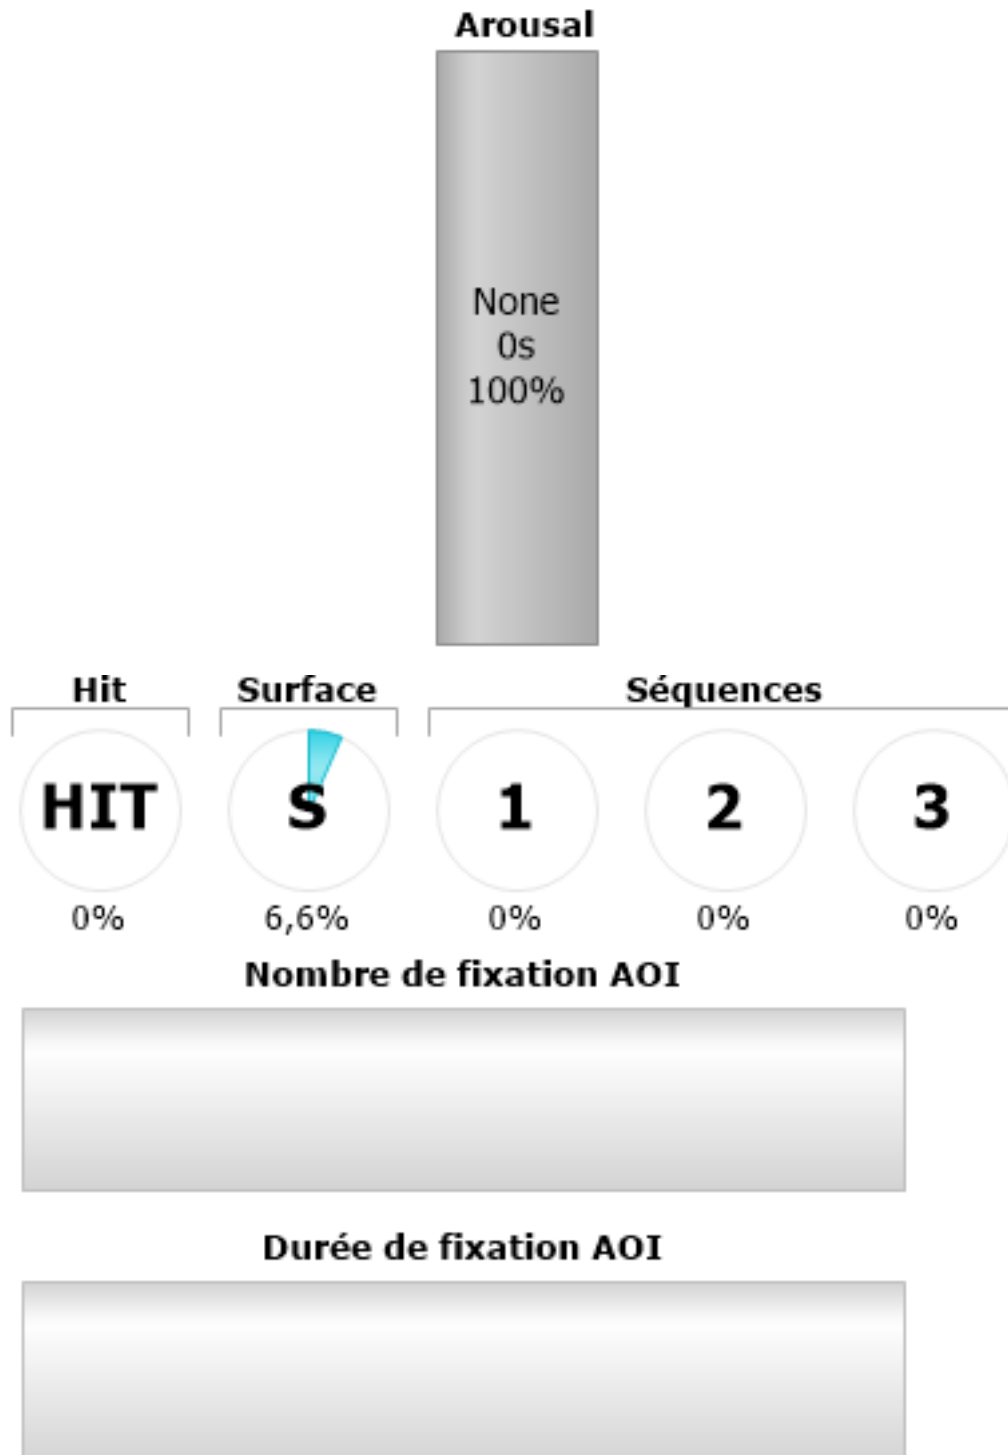 Arousal
None
0s
100%
Hit Surface Séquences
HIT S 1 2 3
0% 6,6% 0% 0% 0%
Nombre de fixation AOI
Durée de fixation AOI